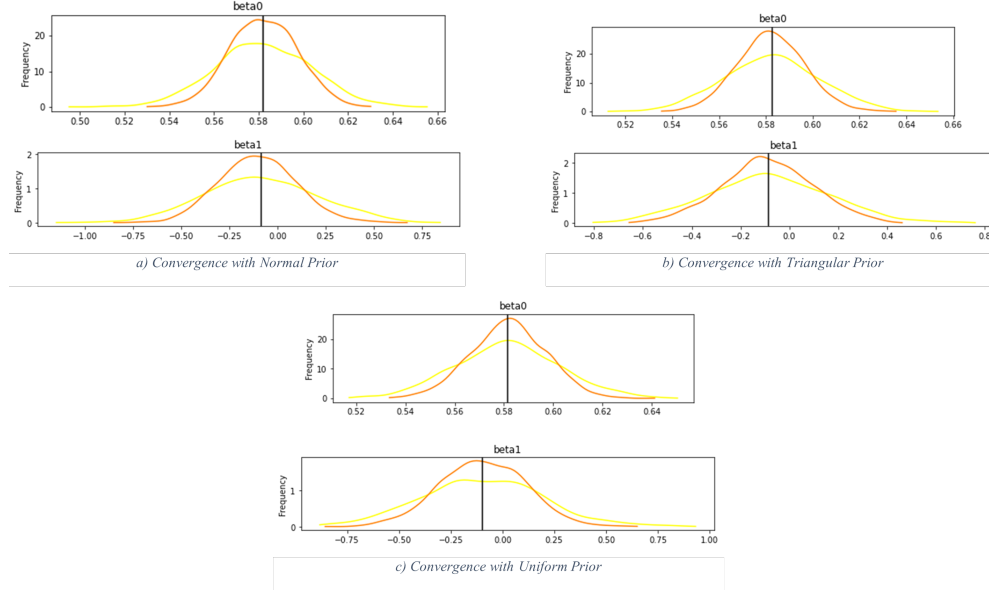 beta0
Frequency
20
10
0
0.50 0.52 0.54 0.56 0.58 0.60 0.62 0.64 0.66
beta1
Frequency
2
1
0
−1.00 −0.75 −0.50 −0.25 0.00 0.25 0.50 0.75
a) Convergence with Normal Prior
beta0
Frequency
20
10
0
0.52 0.54 0.56 0.58 0.60 0.62 0.64 0.66
beta1
Frequency
2
1
0
−0.8 −0.6 −0.4 −0.2 0.0 0.2 0.4 0.6 0.8
b) Convergence with Triangular Prior
beta0
Frequency
20
10
0
0.52 0.54 0.56 0.58 0.60 0.62 0.64
beta1
Frequency
1
0
−0.75 −0.50 −0.25 0.00 0.25 0.50 0.75 1.00
c) Convergence with Uniform Prior